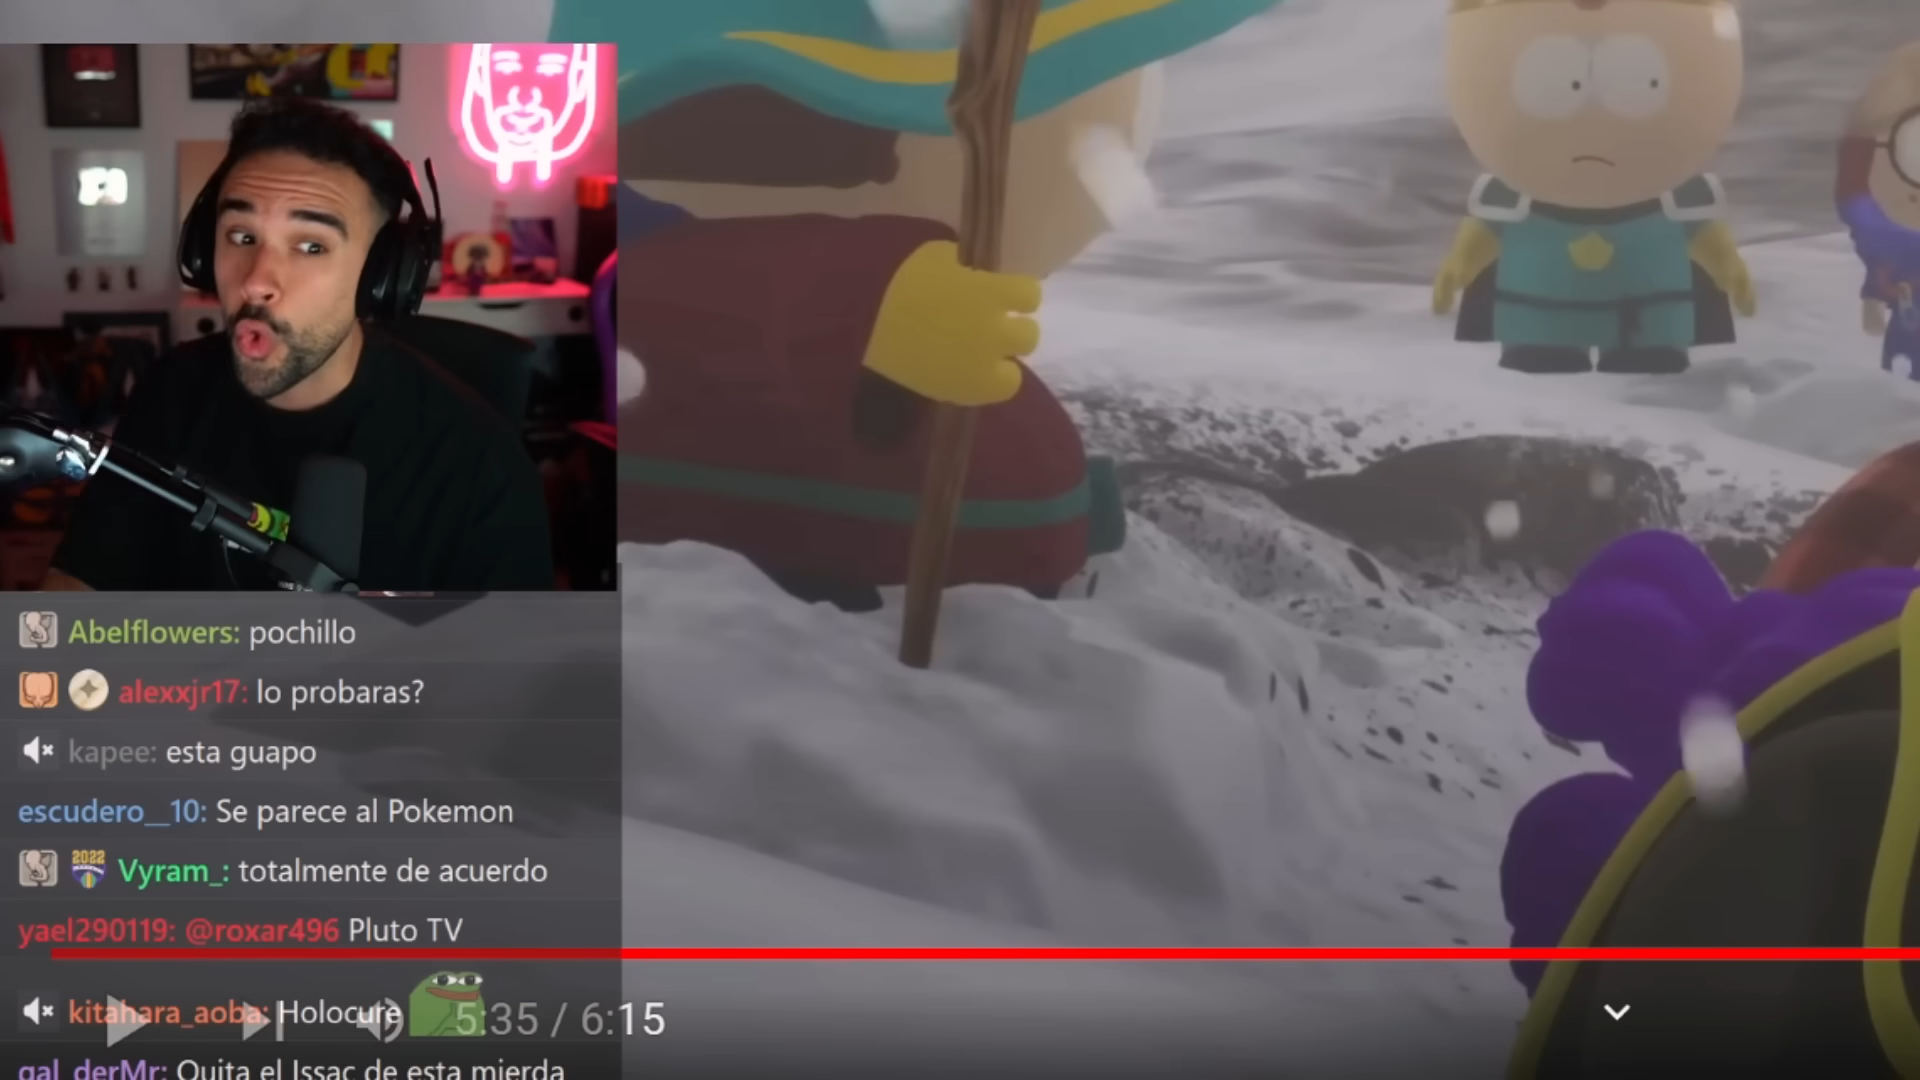 Abelflowers: pochillo
alexxjr17: lo probaras?
kapee: esta guapo
escudero__10: Se parece al Pokemon
2022
Vyram_: totalmente de acuerdo
yael290119: @roxar496 Pluto TV
kitahara_aoba: Holocure
5:35 / 6:15
gal_derMr: Quita el Issac de esta mierda